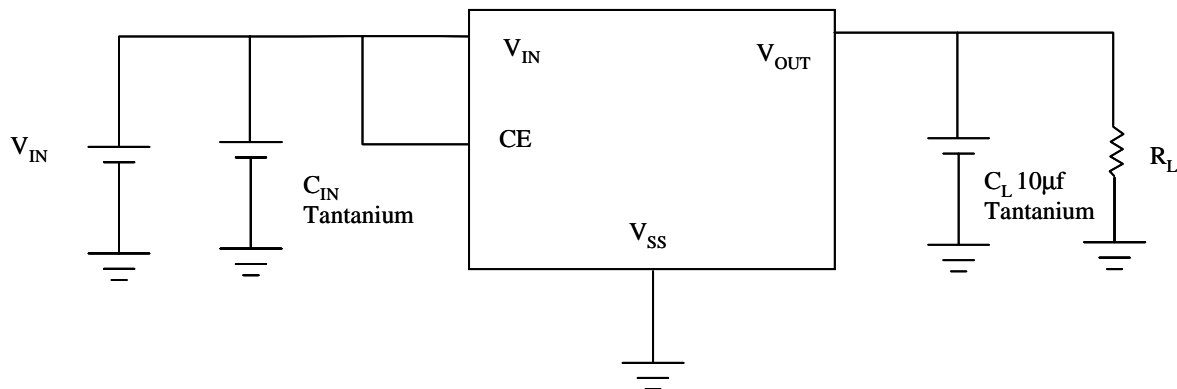 V_IN
C_IN
Tantanium
V_IN
CE
V_OUT
V_SS
C_L 10μf
Tantanium
R_L